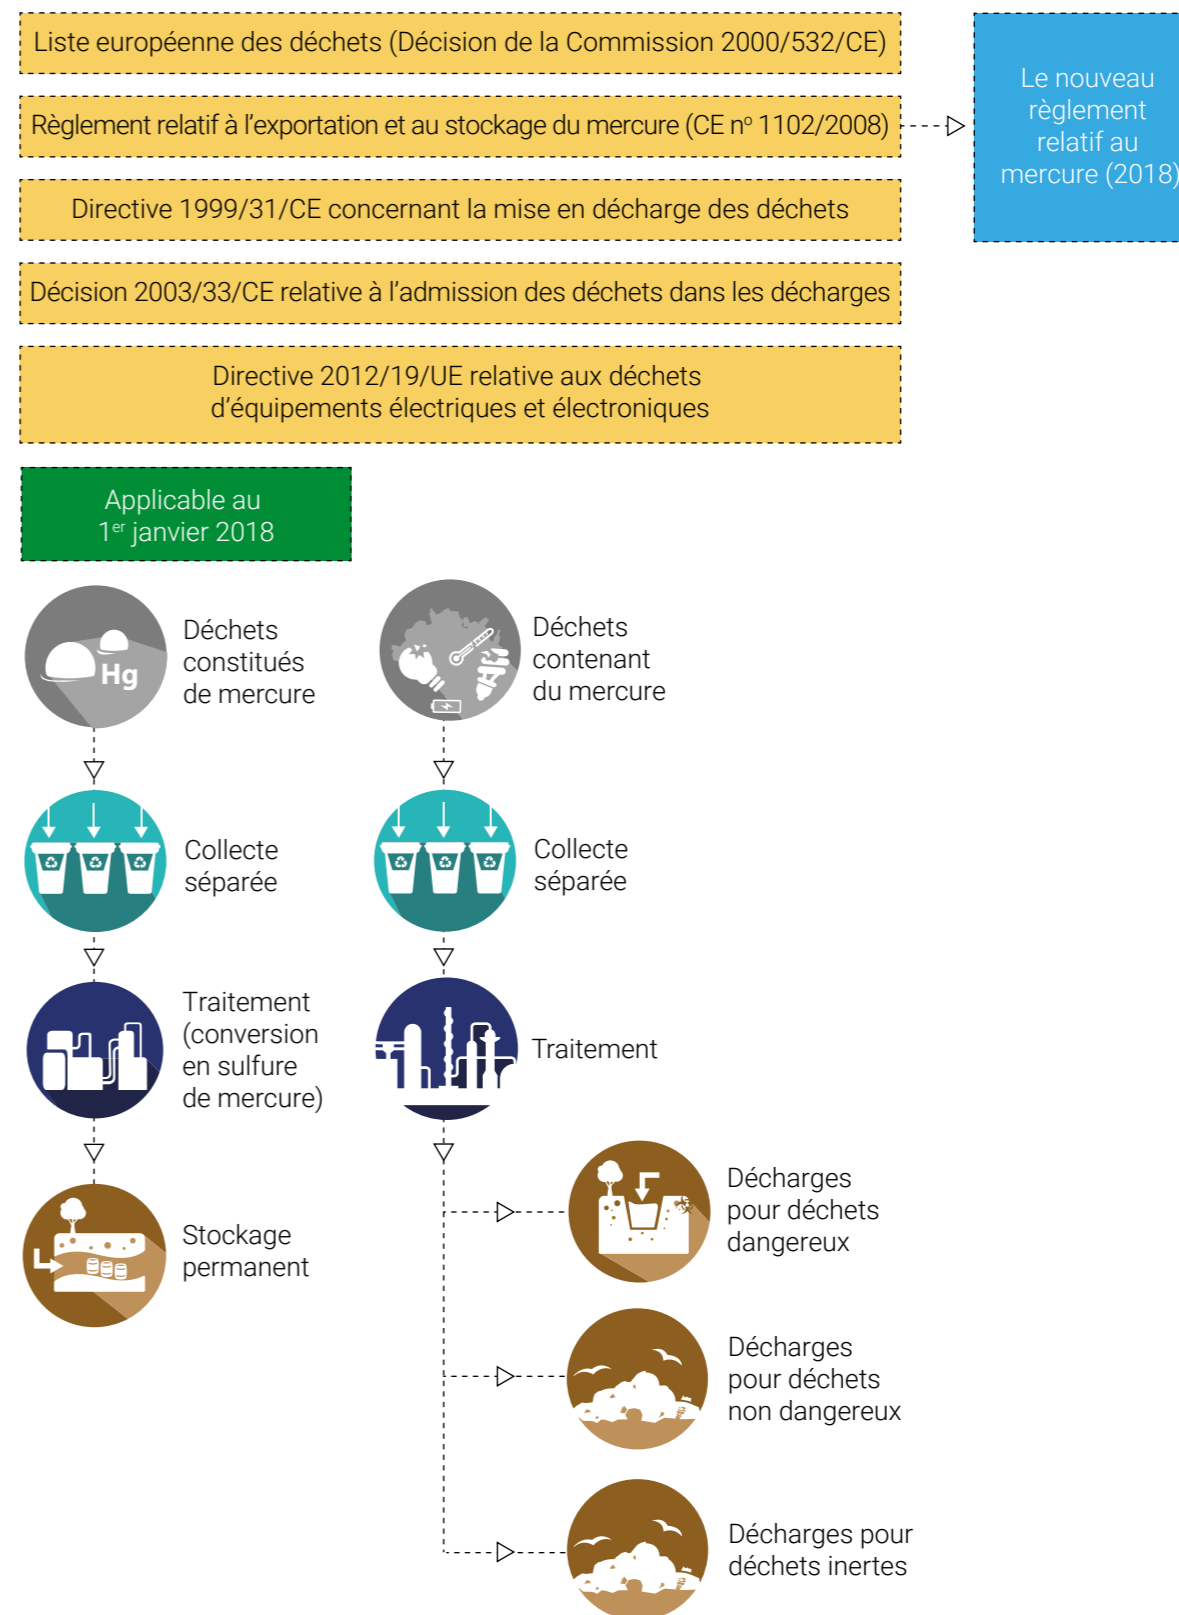 Liste européenne des déchets (Décision de la Commission 2000/532/CE)
Règlement relatif à l'exportation et au stockage du mercure (CE nº 1102/2008)
Le nouveau
règlement
relatif au
mercure (2018)
Directive 1999/31/CE concernant la mise en décharge des déchets
Décision 2003/33/CE relative à l'admission des déchets dans les décharges
Directive 2012/19/UE relative aux déchets
d'équipements électriques et électroniques
Applicable au
1er janvier 2018
Hg
Déchets
constitués
de mercure
Déchets
contenant
du mercure
Collecte
séparée
Collecte
séparée
Traitement
(conversion
en sulfure
de mercure)
Traitement
Stockage
permanent
Décharges
pour déchets
dangereux
Décharges
pour déchets
non dangereux
Décharges pour
déchets inertes